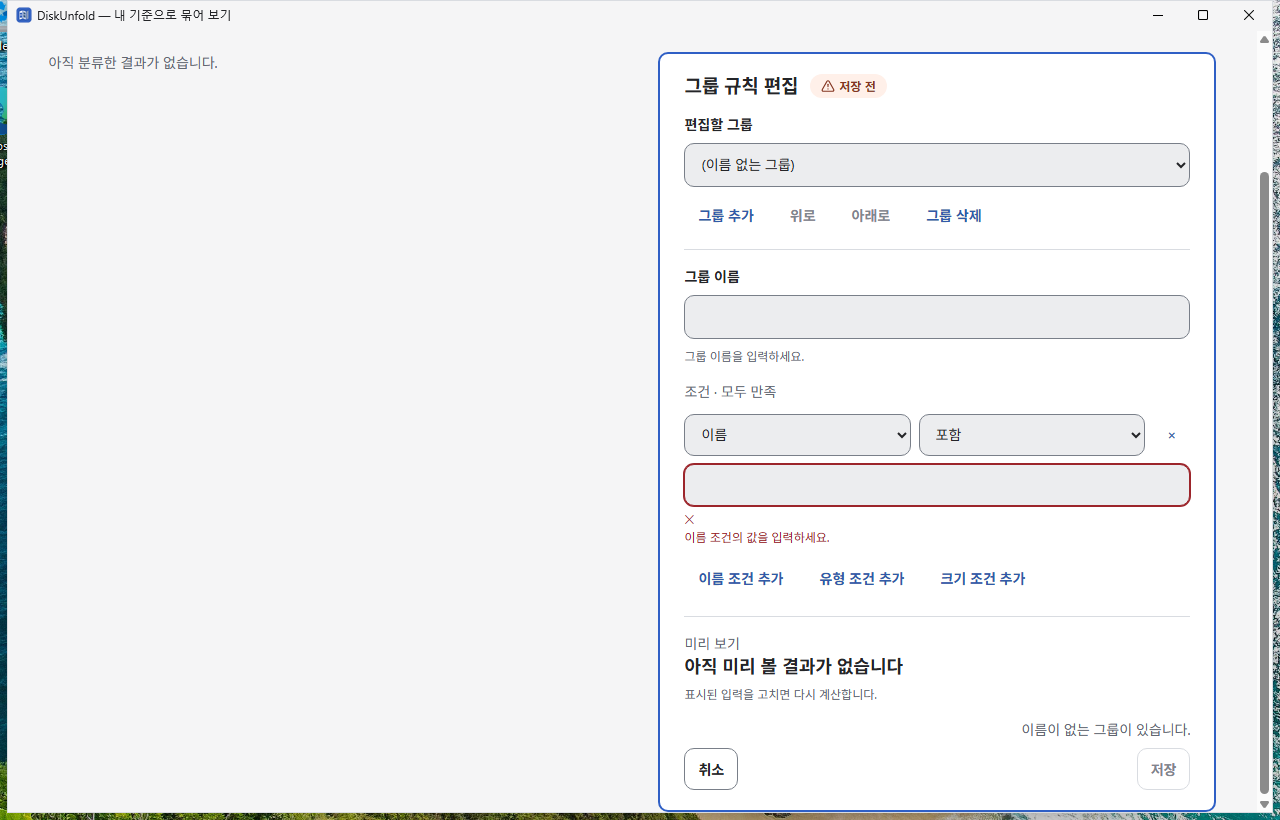 DiskUnfold — 내 기준으로 묶어 보기
아직 분류한 결과가 없습니다.
그룹 규칙 편집
저장 전
편집할 그룹
(이름 없는 그룹)
그룹 추가 위로 아래로 그룹 삭제
그룹 이름
그룹 이름을 입력하세요.
조건 · 모두 만족
이름 포함 ×
이름 조건의 값을 입력하세요.
이름 조건 추가 유형 조건 추가 크기 조건 추가
미리 보기
아직 미리 볼 결과가 없습니다
표시된 입력을 고치면 다시 계산합니다.
이름이 없는 그룹이 있습니다.
취소 저장